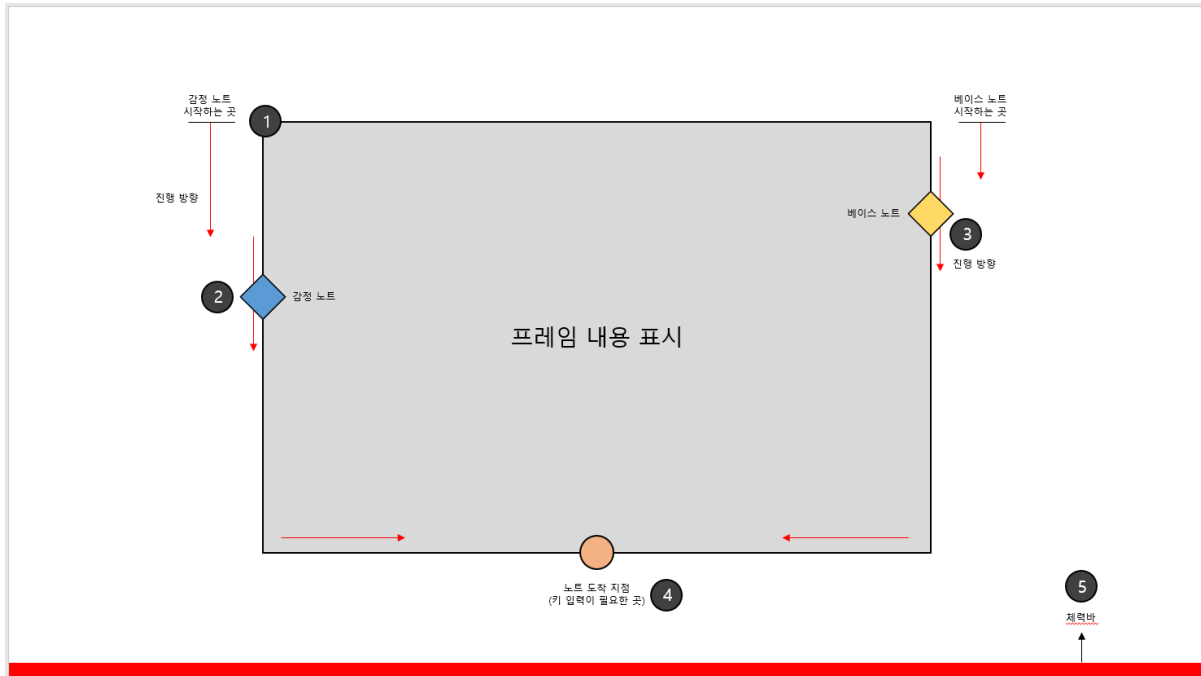 감정 노트
시작하는 곳
베이스 노트
시작하는 곳
1
진행 방향
베이스 노트
3
진행 방향
2
감정 노트
프레임 내용 표시
노트 도착 지점
(키 입력이 필요한 곳)
4
5
체력바